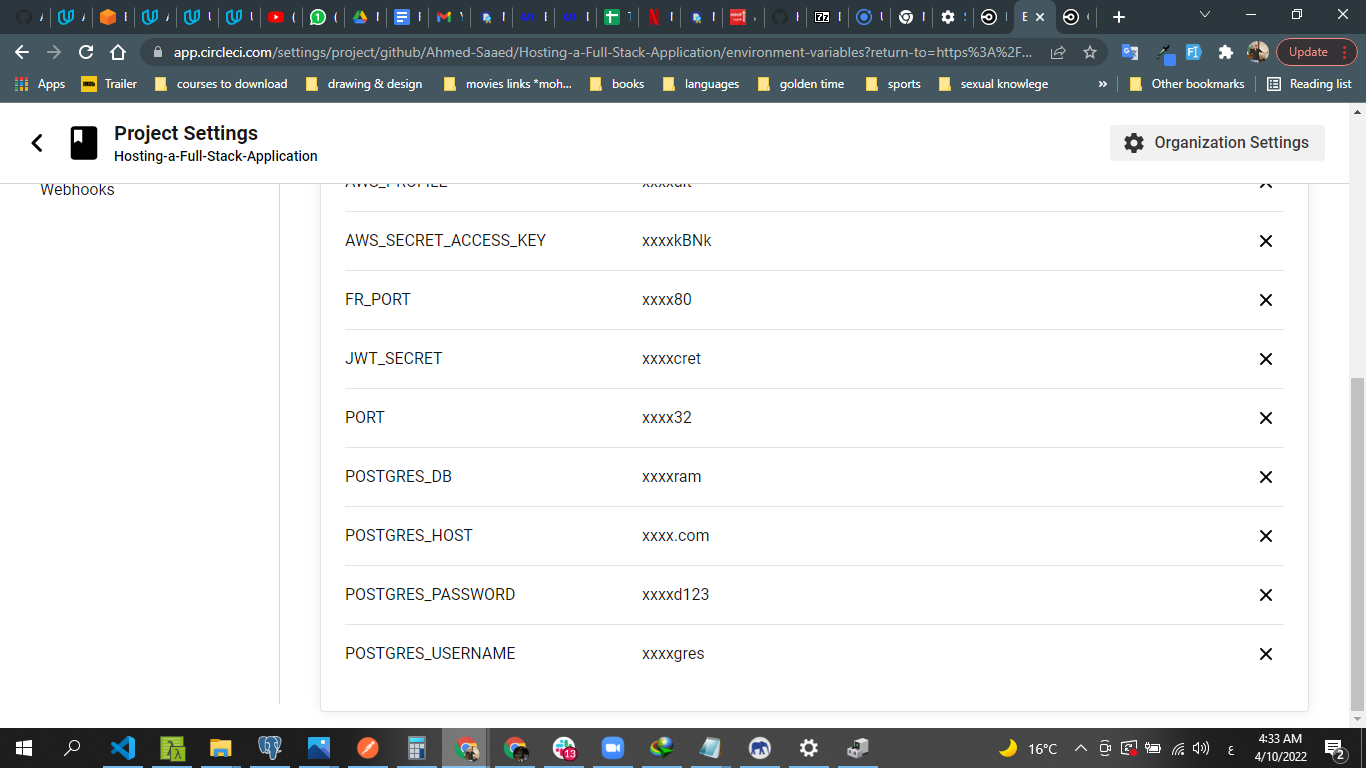 app.circleci.com/settings/project/github/Ahmed-Saaed/Hosting-a-Full-Stack-Application/environment-variables?return-to=https%3A%2F...
Update
Apps
Trailer
courses to download
drawing & design
movies links *moh...
books
languages
golden time
sports
sexual knowlege
»
Other bookmarks
Reading list
Project Settings
Hosting-a-Full-Stack-Application
Organization Settings
Webhooks
AWS_PROFILE
AWS_SECRET_ACCESS_KEY xxxxkBNk
FR_PORT xxxx80
JWT_SECRET xxxxcret
PORT xxxx32
POSTGRES_DB xxxxram
POSTGRES_HOST xxxx.com
POSTGRES_PASSWORD xxxxd123
POSTGRES_USERNAME xxxxgres
13
16°C
ع
4:33 AM
4/10/2022
2